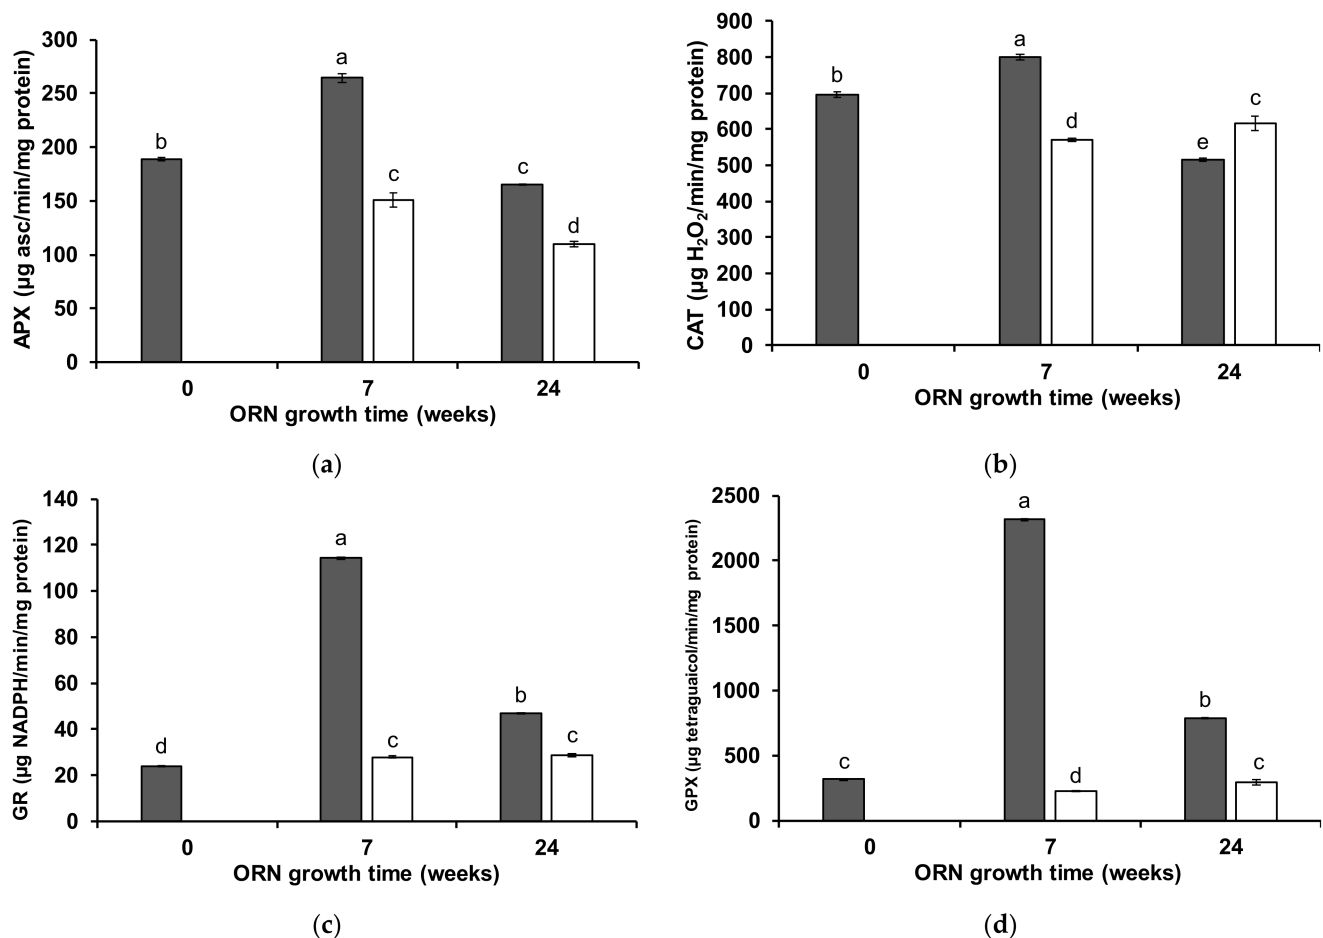 APX (µg asc/min/mg protein)
300
250
200
150
100
50
0
b
a
c
c
d
0 7 24
ORN growth time (weeks)
(a)
CAT (µg H₂O₂/min/mg protein)
900
800
700
600
500
400
300
200
100
0
b
a
d
e
c
0 7 24
ORN growth time (weeks)
(b)
GR (µg NADPH/min/mg protein)
140
120
100
80
60
40
20
0
d
a
c
b
c
0 7 24
ORN growth time (weeks)
(c)
GPX (µg tetraguaicol/min/mg protein)
2500
2000
1500
1000
500
0
c
a
d
b
c
0 7 24
ORN growth time (weeks)
(d)